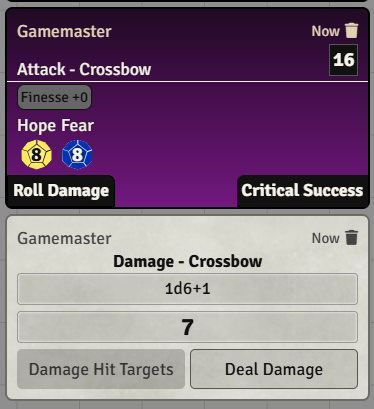 Gamemaster Now
Attack - Crossbow 16
Finesse +0
Hope Fear
8 8
Roll Damage Critical Success
Gamemaster Now
Damage - Crossbow
1d6+1
7
Damage Hit Targets Deal Damage